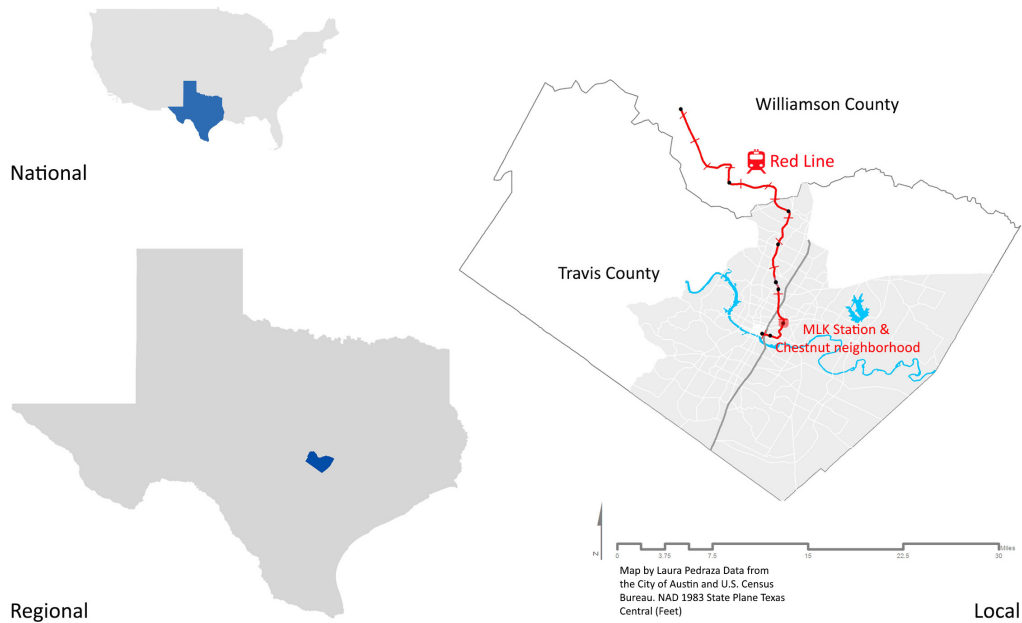 National
Williamson County
Red Line
Travis County
MLK Station &
Chestnut neighborhood
N
0 3.75 7.5 15 22.5 30 Miles
Map by Laura Pedraza Data from
the City of Austin and U.S. Census
Bureau. NAD 1983 State Plane Texas
Central (Feet)
Regional
Local